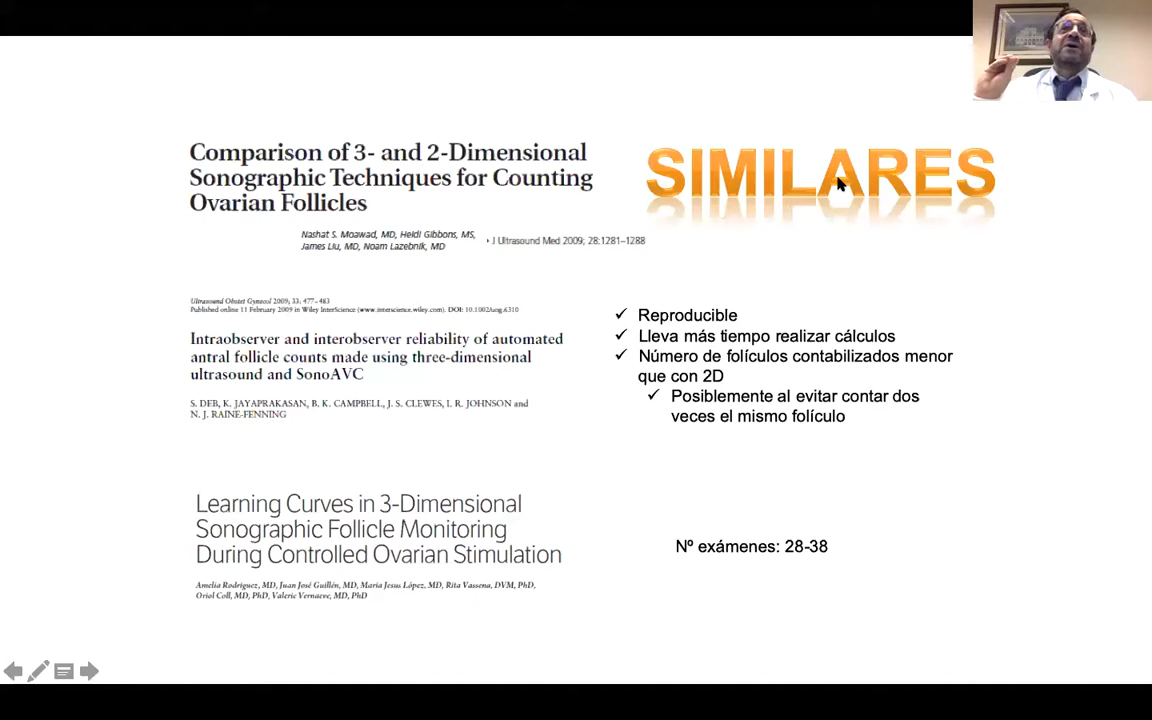 Comparison of 3- and 2-Dimensional
Sonographic Techniques for Counting
Ovarian Follicles
SIMILARES
Nashat S. Moawad, MD, Heidi Gibbons, MS,
James Liu, MD, Noam Lazebnik, MD
J Ultrasound Med 2009; 28:1281–1288
Ultrasound Obstet Gynecol 2009; 33: 477–483
Published online 11 February 2009 in Wiley InterScience (www.interscience.wiley.com). DOI: 10.1002/uog.6310
Intraobserver and interobserver reliability of automated
antral follicle counts made using three-dimensional
ultrasound and SonoAVC
S. DEB, K. JAYAPRAKASAN, B. K. CAMPBELL, J. S. CLEWES, I. R. JOHNSON and
N. J. RAINE-FENNING
✓ Reproducible
✓ Lleva más tiempo realizar cálculos
✓ Número de folículos contabilizados menor
que con 2D
✓ Posiblemente al evitar contar dos
veces el mismo folículo
Learning Curves in 3-Dimensional
Sonographic Follicle Monitoring
During Controlled Ovarian Stimulation
Amelia Rodríguez, MD, Juan José Guillén, MD, María Jesus López, MD, Rita Vassena, DVM, PhD,
Oriol Coll, MD, PhD, Valerie Vernaeve, MD, PhD
Nº exámenes: 28-38